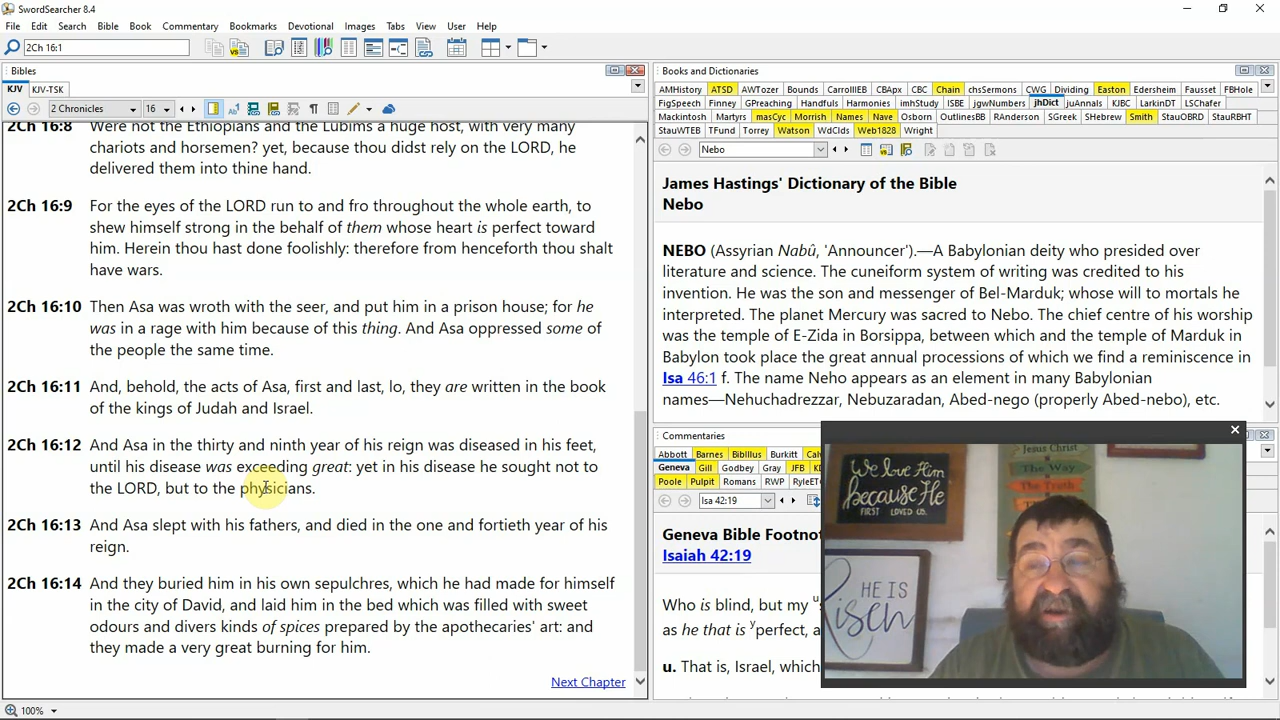 SwordSearcher 8.4
File Edit Search Bible Book Commentary Bookmarks Devotional Images Tabs View User Help
2Ch 16:1
Bibles
KJV KJV-TSK
2 Chronicles 16
2Ch 16:8 Were not the Ethiopians and the Lubims a huge host, with very many
chariots and horsemen? yet, because thou didst rely on the LORD, he
delivered them into thine hand.
2Ch 16:9 For the eyes of the LORD run to and fro throughout the whole earth, to
shew himself strong in the behalf of them whose heart is perfect toward
him. Herein thou hast done foolishly: therefore from henceforth thou shalt
have wars.
2Ch 16:10 Then Asa was wroth with the seer, and put him in a prison house; for he
was in a rage with him because of this thing. And Asa oppressed some of
the people the same time.
2Ch 16:11 And, behold, the acts of Asa, first and last, lo, they are written in the book
of the kings of Judah and Israel.
2Ch 16:12 And Asa in the thirty and ninth year of his reign was diseased in his feet,
until his disease was exceeding great: yet in his disease he sought not to
the LORD, but to the physicians.
2Ch 16:13 And Asa slept with his fathers, and died in the one and fortieth year of his
reign.
2Ch 16:14 And they buried him in his own sepulchres, which he had made for himself
in the city of David, and laid him in the bed which was filled with sweet
odours and divers kinds of spices prepared by the apothecaries' art: and
they made a very great burning for him.
Next Chapter
100%
Books and Dictionaries
AMHistory ATSD AWTozer Bounds CarrollIEB CBApx CBC Chain chsSermons CWG Dividing Easton Edersheim Fausset FBHole
FigSpeech Finney GPreaching Handfuls Harmonies imhStudy ISBE jgwNumbers jhDict juAnnals KJBC LarkinDT LSChafer
Mackintosh Martyrs masCyc Morrish Names Nave Osborn OutlinesBB RAnderson SGreek SHebrew Smith StauOBRD StauRBHT
StauWTEB TFund Torrey Watson WdClds Web1828 Wright
Nebo
James Hastings' Dictionary of the Bible
Nebo
NEBO (Assyrian Nabû, 'Announcer').—A Babylonian deity who presided over
literature and science. The cuneiform system of writing was credited to his
invention. He was the son and messenger of Bel-Marduk; whose will to mortals he
interpreted. The planet Mercury was sacred to Nebo. The chief centre of his worship
was the temple of E-Zida in Borsippa, between which and the temple of Marduk in
Babylon took place the great annual processions of which we find a reminiscence in
Isa 46:1 f. The name Neho appears as an element in many Babylonian
names—Nehuchadrezzar, Nebuzaradan, Abed-nego (properly Abed-nebo), etc.
Commentaries
Abbott Barnes BibIllus Burkitt
Geneva Gill Godbey Gray JFB
Poole Pulpit Romans RWP RyleET
Isa 42:19
Geneva Bible Footno
Isaiah 42:19
Who is blind, but my u
as he that is y perfect, a
u. That is, Israel, which
We love Him
because He
FIRST LOVED US.
Jesus Christ
The Way
The Truth
HE IS
Risen